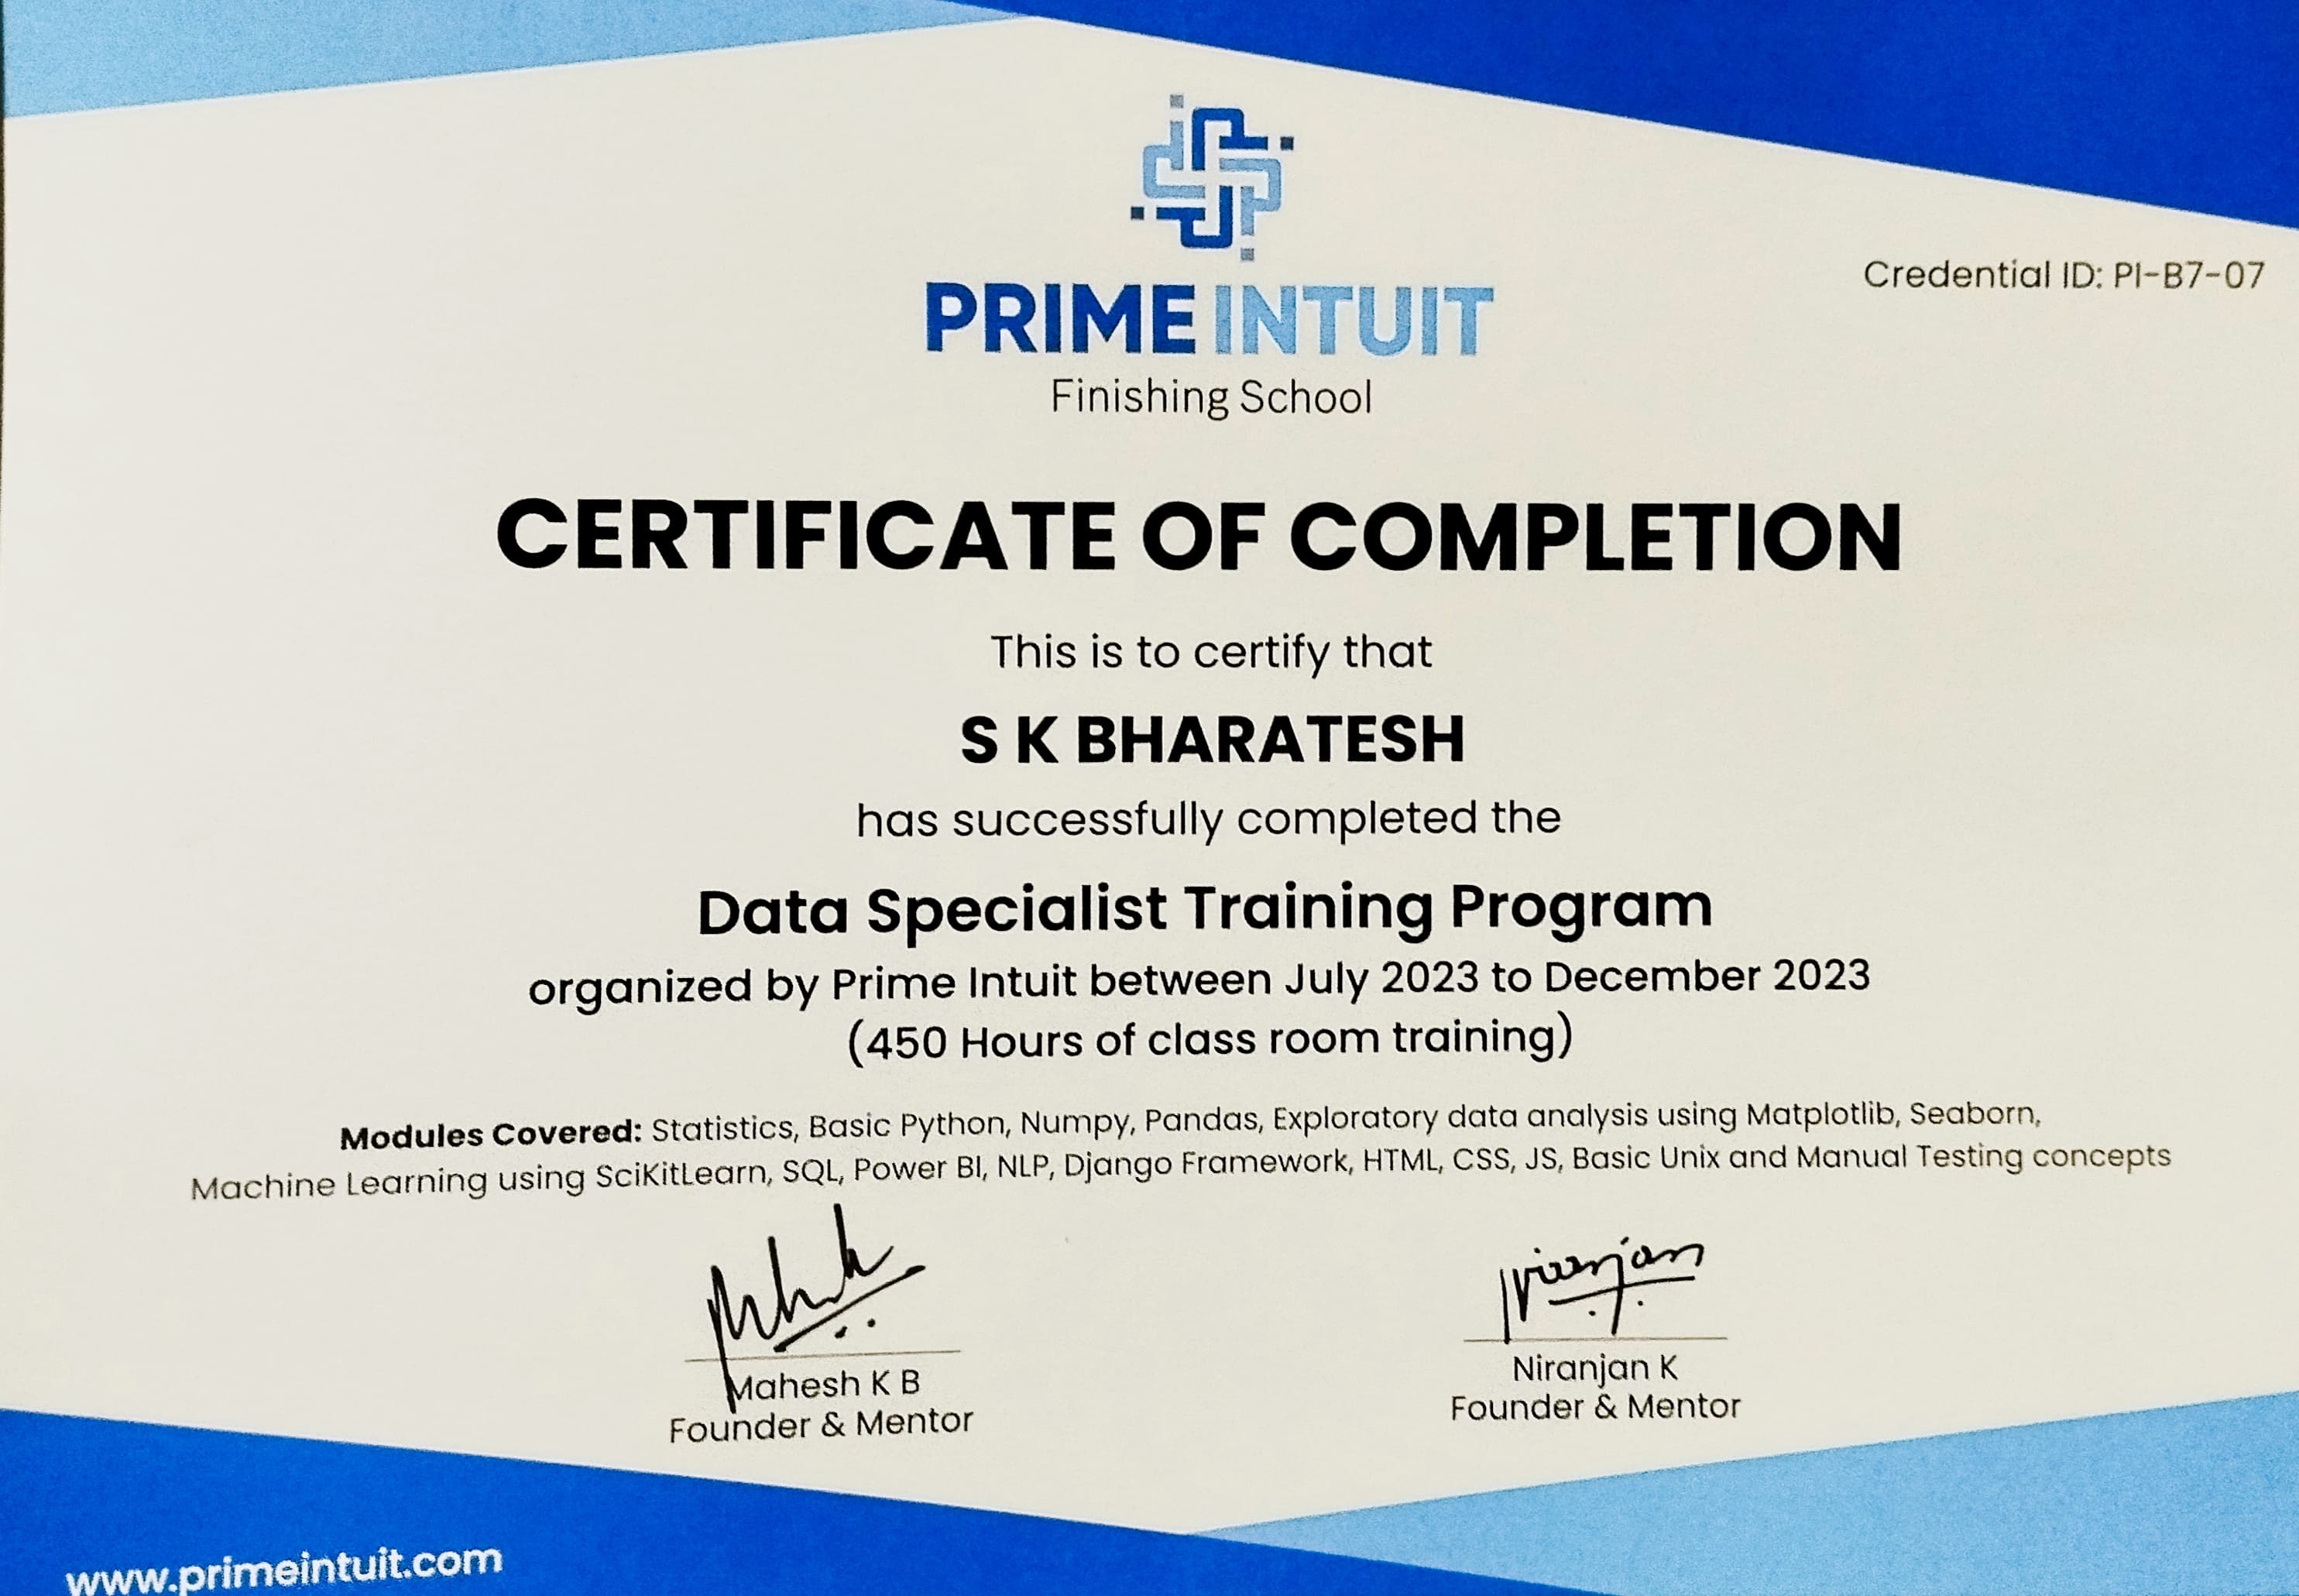 PRIME INTUIT
Finishing School
Credential ID: PI-B7-07
CERTIFICATE OF COMPLETION
This is to certify that
S K BHARATESH
has successfully completed the
Data Specialist Training Program
organized by Prime Intuit between July 2023 to December 2023
(450 Hours of class room training)
Modules Covered: Statistics, Basic Python, Numpy, Pandas, Exploratory data analysis using Matplotlib, Seaborn,
Machine Learning using SciKitLearn, SQL, Power BI, NLP, Django Framework, HTML, CSS, JS, Basic Unix and Manual Testing concepts
Niranjan
Mahesh K B
Founder & Mentor
Niranjan K
Founder & Mentor
www.primeintuit.com